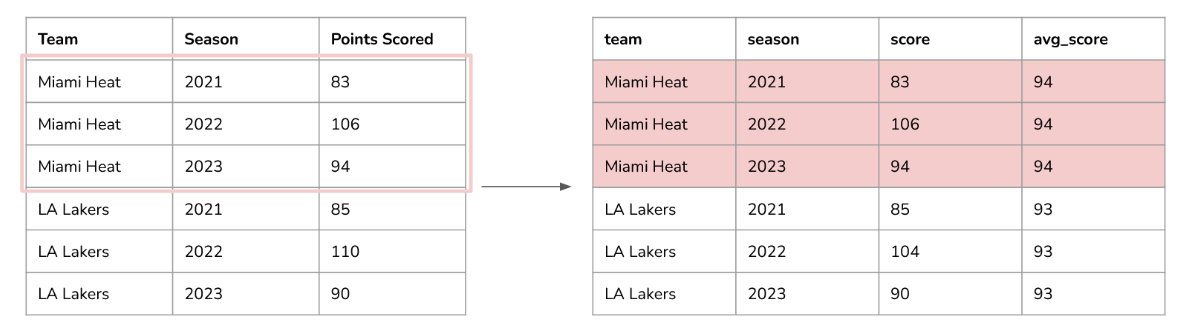 Team Season Points Scored
Miami Heat 2021 83
Miami Heat 2022 106
Miami Heat 2023 94
LA Lakers 2021 85
LA Lakers 2022 110
LA Lakers 2023 90
team season score avg_score
Miami Heat 2021 83 94
Miami Heat 2022 106 94
Miami Heat 2023 94 94
LA Lakers 2021 85 93
LA Lakers 2022 104 93
LA Lakers 2023 90 93